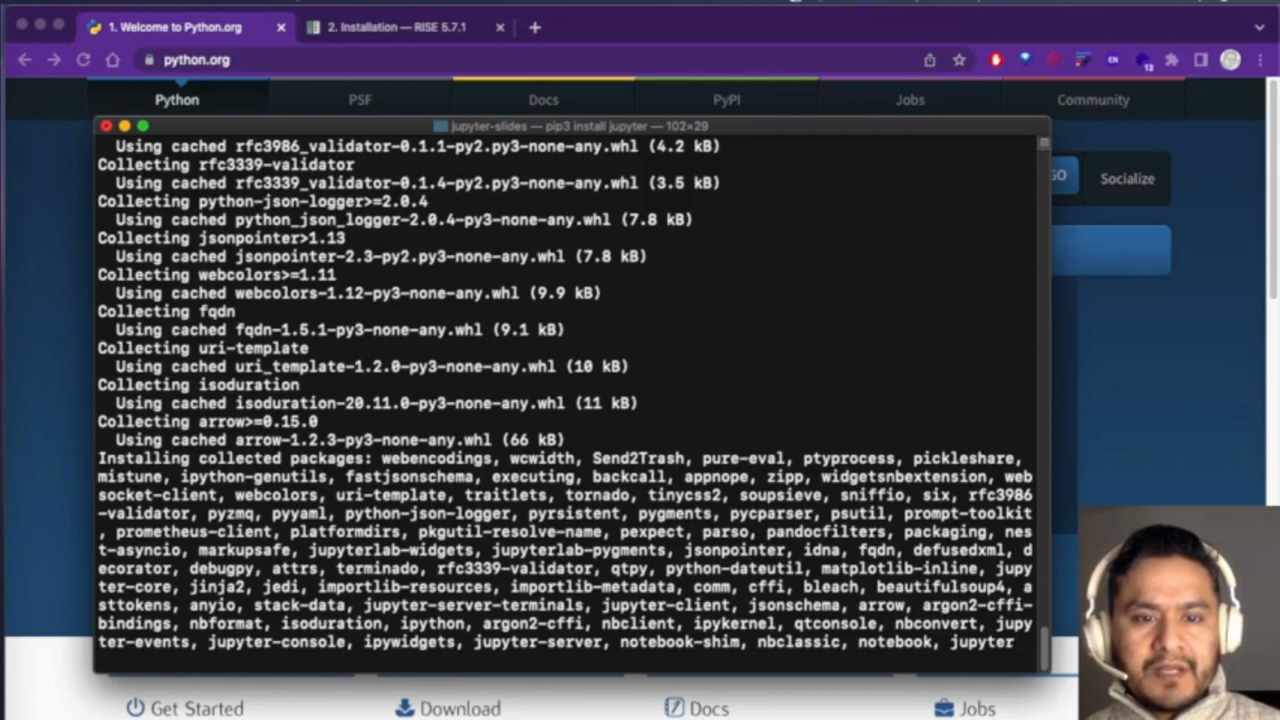 1. Welcome to Python.org
2. Installation — RISE 5.7.1
python.org
CN
13
Python
PSF
Docs
PyPI
Jobs
Community
jupyter-slides — pip3 install jupyter — 102×29
GO
Socialize
Using cached rfc3986_validator-0.1.1-py2.py3-none-any.whl (4.2 kB)
Collecting rfc3339-validator
Using cached rfc3339_validator-0.1.4-py2.py3-none-any.whl (3.5 kB)
Collecting python-json-logger>=2.0.4
Using cached python_json_logger-2.0.4-py3-none-any.whl (7.8 kB)
Collecting jsonpointer>1.13
Using cached jsonpointer-2.3-py2.py3-none-any.whl (7.8 kB)
Collecting webcolors>=1.11
Using cached webcolors-1.12-py3-none-any.whl (9.9 kB)
Collecting fqdn
Using cached fqdn-1.5.1-py3-none-any.whl (9.1 kB)
Collecting uri-template
Using cached uri_template-1.2.0-py3-none-any.whl (10 kB)
Collecting isoduration
Using cached isoduration-20.11.0-py3-none-any.whl (11 kB)
Collecting arrow>=0.15.0
Using cached arrow-1.2.3-py3-none-any.whl (66 kB)
Installing collected packages: webencodings, wcwidth, Send2Trash, pure-eval, ptyprocess, pickleshare,
mistune, ipython-genutils, fastjsonschema, executing, backcall, appnope, zipp, widgetsnbextension, web
socket-client, webcolors, uri-template, traitlets, tornado, tinycss2, soupsieve, sniffio, six, rfc3986
-validator, pyzmq, pyyaml, python-json-logger, pyrsistent, pygments, pycparser, psutil, prompt-toolkit
, prometheus-client, platformdirs, pkgutil-resolve-name, pexpect, parso, pandocfilters, packaging, nes
t-asyncio, markupsafe, jupyterlab-widgets, jupyterlab-pygments, jsonpointer, idna, fqdn, defusedxml, d
ecorator, debugpy, attrs, terminado, rfc3339-validator, qtpy, python-dateutil, matplotlib-inline, jupy
ter-core, jinja2, jedi, importlib-resources, importlib-metadata, comm, cffi, bleach, beautifulsoup4, a
sttokens, anyio, stack-data, jupyter-server-terminals, jupyter-client, jsonschema, arrow, argon2-cffi-
bindings, nbformat, isoduration, ipython, argon2-cffi, nbclient, ipykernel, qtconsole, nbconvert, jupy
ter-events, jupyter-console, ipywidgets, jupyter-server, notebook-shim, nbclassic, notebook, jupyter
Get Started
Download
Docs
Jobs